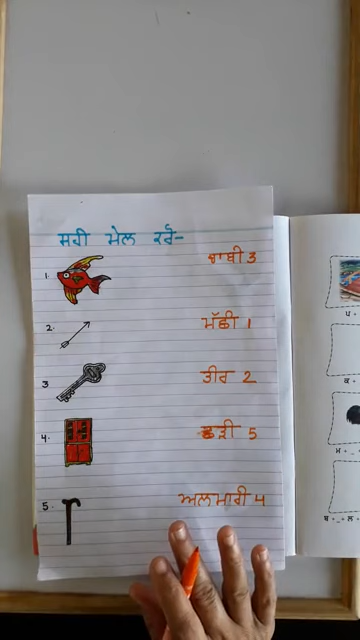 ਸਹੀ ਮੇਲ ਕਰੋ-
1. ਚਾਬੀ 3
2. ਮੱਛੀ 1
3 ਤੀਰ 2
4. ਛੜੀ 5
5. ਅਲਮਾਰੀ 4